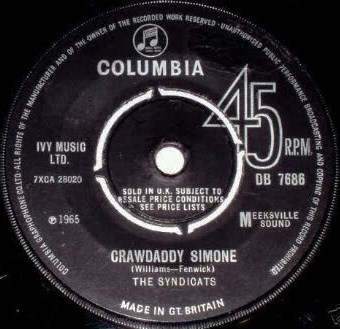 MANUFACTURER AND OF THE OWNER OF THE RECORDED WORK RESERVED · UNAUTHORISED PUBLIC PERFORMANCE BROADCASTING AND COPYING OF THIS RECORD PROHIBITED
COLUMBIA GRAPHOPHONE CO. LTD. ALL RIGHTS OF THE
COLUMBIA
45
R.P.M.
IVY MUSIC
LTD.
7XCA 28020
DB 7686
SOLD IN U.K. SUBJECT TO
RESALE PRICE CONDITIONS
SEE PRICE LISTS
Ⓟ1965
MEEKSVILLE
SOUND
CRAWDADDY SIMONE
(Williams—Fenwick)
THE SYNDICATS
MADE IN GT. BRITAIN